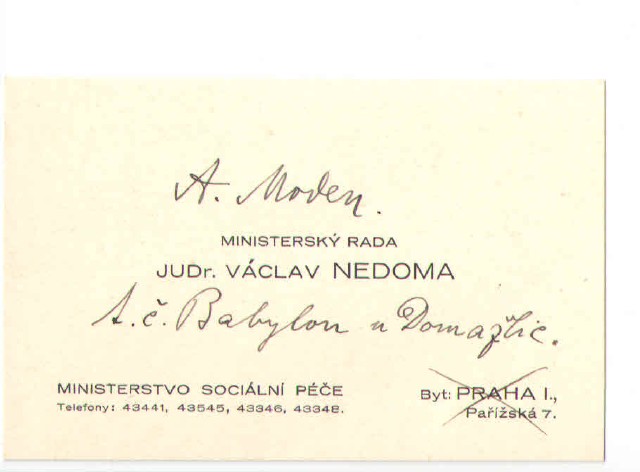 A. Moden.
MINISTERSKÝ RADA
JUDr. VÁCLAV NEDOMA
t. č. Babylon u Domažlic.
MINISTERSTVO SOCIÁLNÍ PÉČE
Telefony: 43441, 43545, 43346, 43348.
Byt: PRAHA I.,
Pařížská 7.